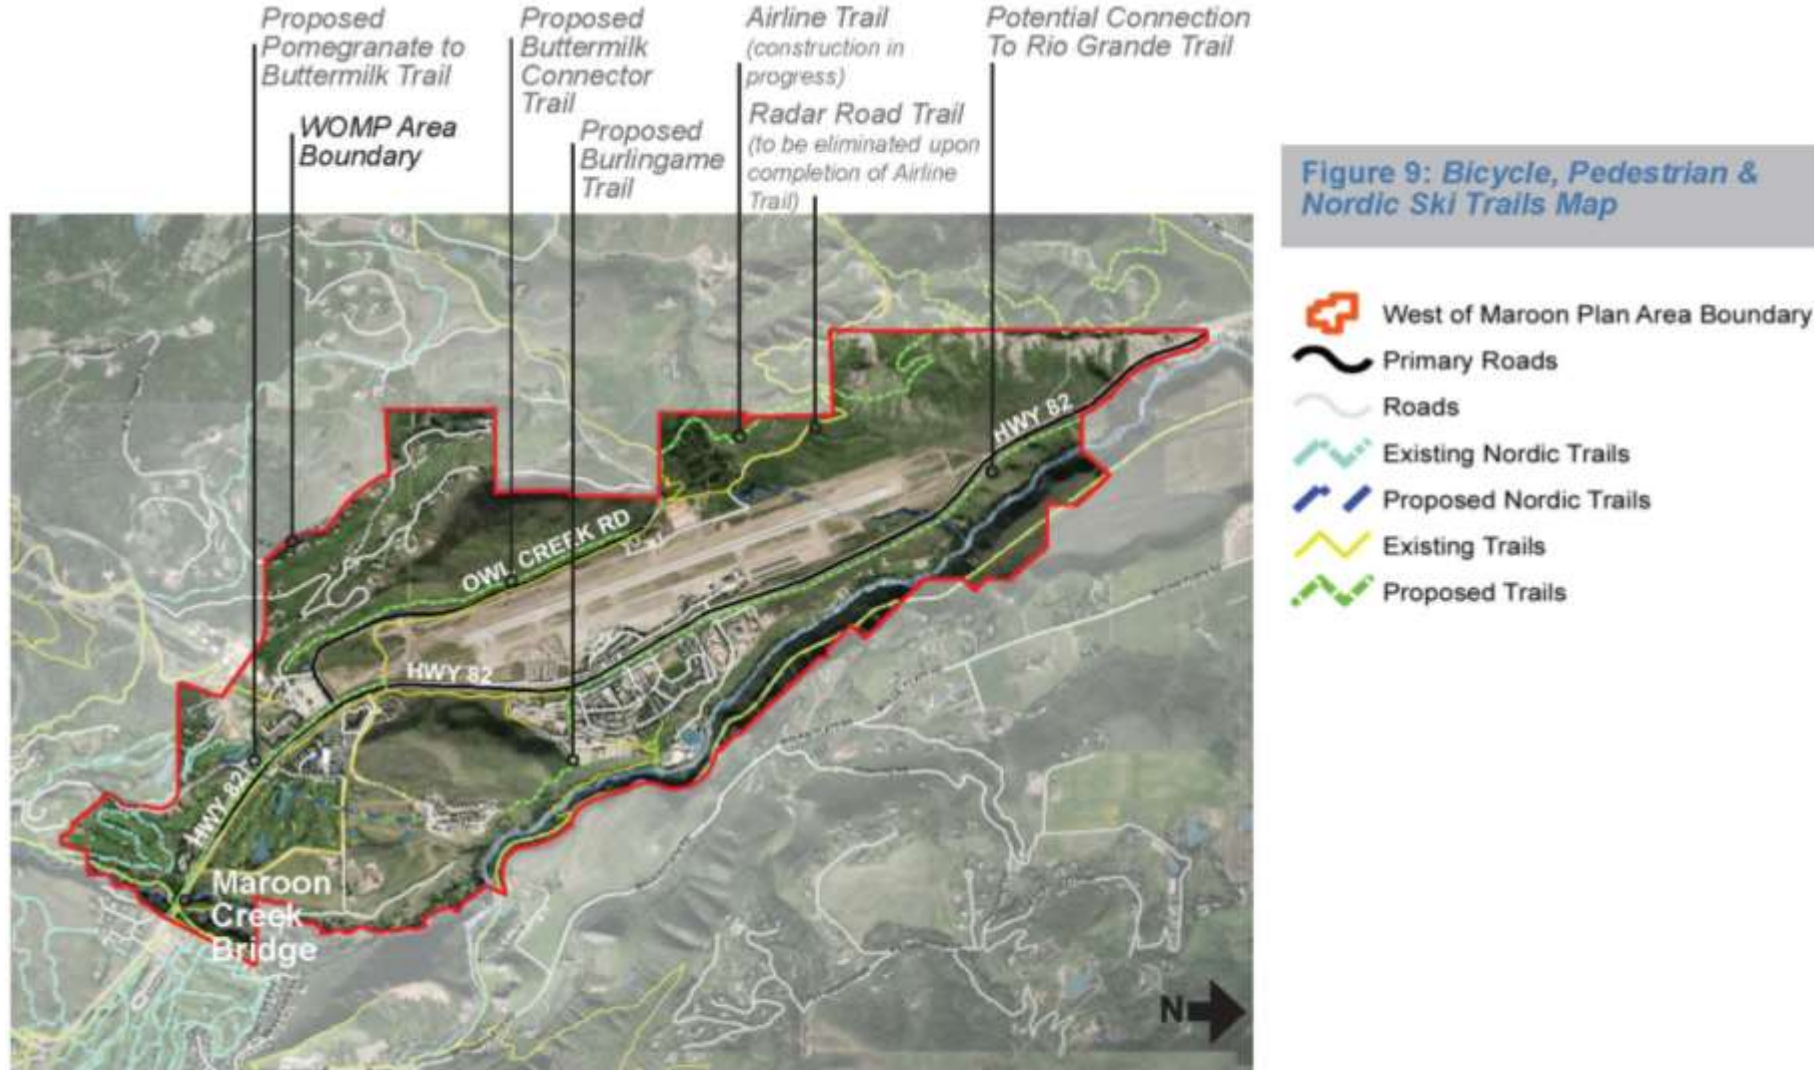 Proposed
Pomegranate to
Buttermilk Trail
WOMP Area
Boundary
Proposed
Buttermilk
Connector
Trail
Proposed
Burlingame
Trail
Airline Trail
(construction in
progress)
Radar Road Trail
(to be eliminated upon
completion of Airline
Trail)
Potential Connection
To Rio Grande Trail
Figure 9: Bicycle, Pedestrian &
Nordic Ski Trails Map
West of Maroon Plan Area Boundary
Primary Roads
Roads
Existing Nordic Trails
Proposed Nordic Trails
Existing Trails
Proposed Trails
HWY 82
OWL CREEK RD
HWY 82
HWY 82
Maroon
Creek
Bridge
N